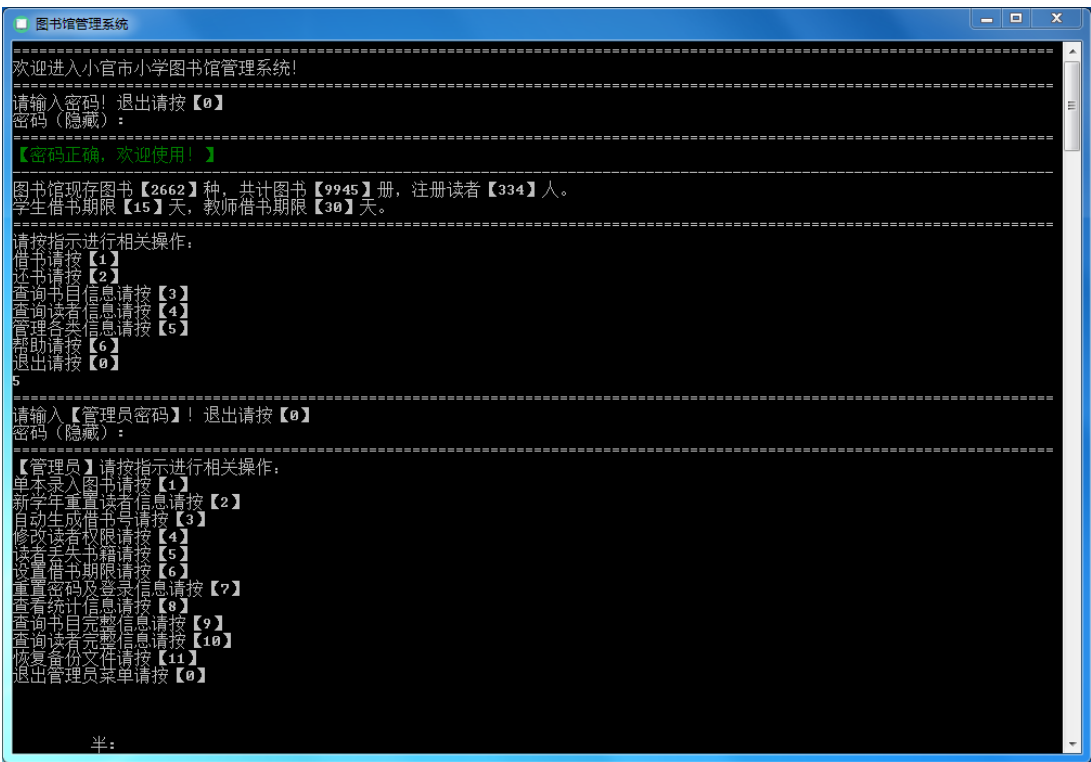 图书馆管理系统
================================================================================
欢迎进入小官市小学图书馆管理系统!
================================================================================
请输入密码! 退出请按【0】
密码 (隐藏) :
================================================================================
【密码正确, 欢迎使用! 】
--------------------------------------------------------------------------------
图书馆现存图书【2662】种, 共计图书【9945】册, 注册读者【334】人。
学生借书期限【15】天, 教师借书期限【30】天。
================================================================================
请按指示进行相关操作:
借书请按【1】
还书请按【2】
查询书目信息请按【3】
查询读者信息请按【4】
管理各类信息请按【5】
帮助请按【6】
退出请按【0】
5
================================================================================
请输入【管理员密码】! 退出请按【0】
密码 (隐藏) :
================================================================================
【管理员】请按指示进行相关操作:
单本录入图书请按【1】
新学年重置读者信息请按【2】
自动生成借书号请按【3】
修改读者权限请按【4】
读者丢失书籍请按【5】
设置借书期限请按【6】
重置密码及登录信息请按【7】
查看统计信息请按【8】
查询书目完整信息请按【9】
查询读者完整信息请按【10】
恢复备份文件请按【11】
退出管理员菜单请按【0】
半: